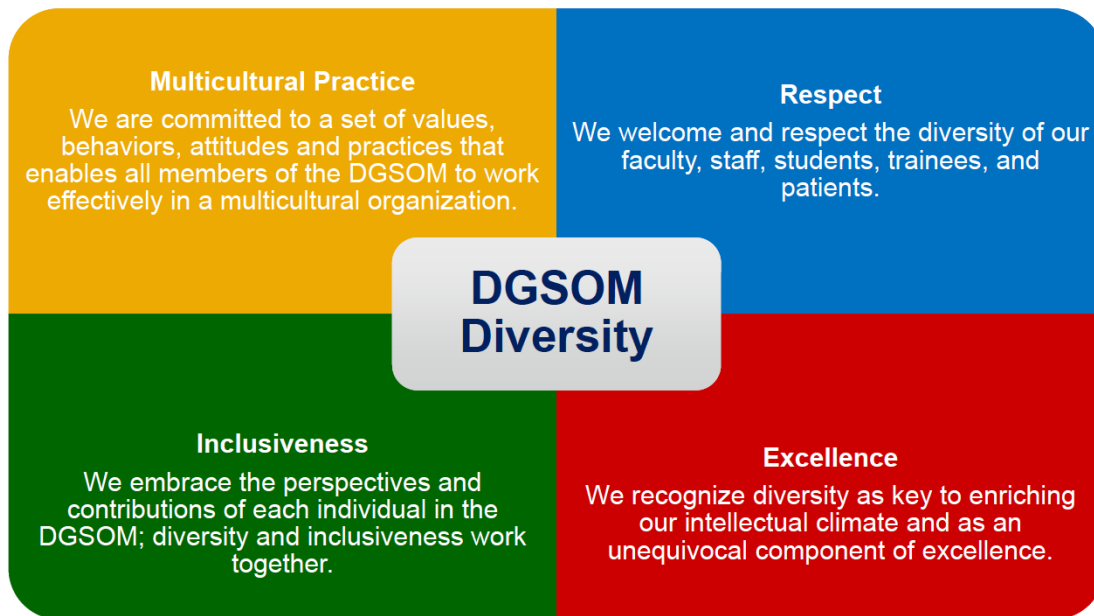 Multicultural Practice
We are committed to a set of values,
behaviors, attitudes and practices that
enables all members of the DGSOM to work
effectively in a multicultural organization.
Respect
We welcome and respect the diversity of our
faculty, staff, students, trainees, and
patients.
DGSOM
Diversity
Inclusiveness
We embrace the perspectives and
contributions of each individual in the
DGSOM; diversity and inclusiveness work
together.
Excellence
We recognize diversity as key to enriching
our intellectual climate and as an
unequivocal component of excellence.